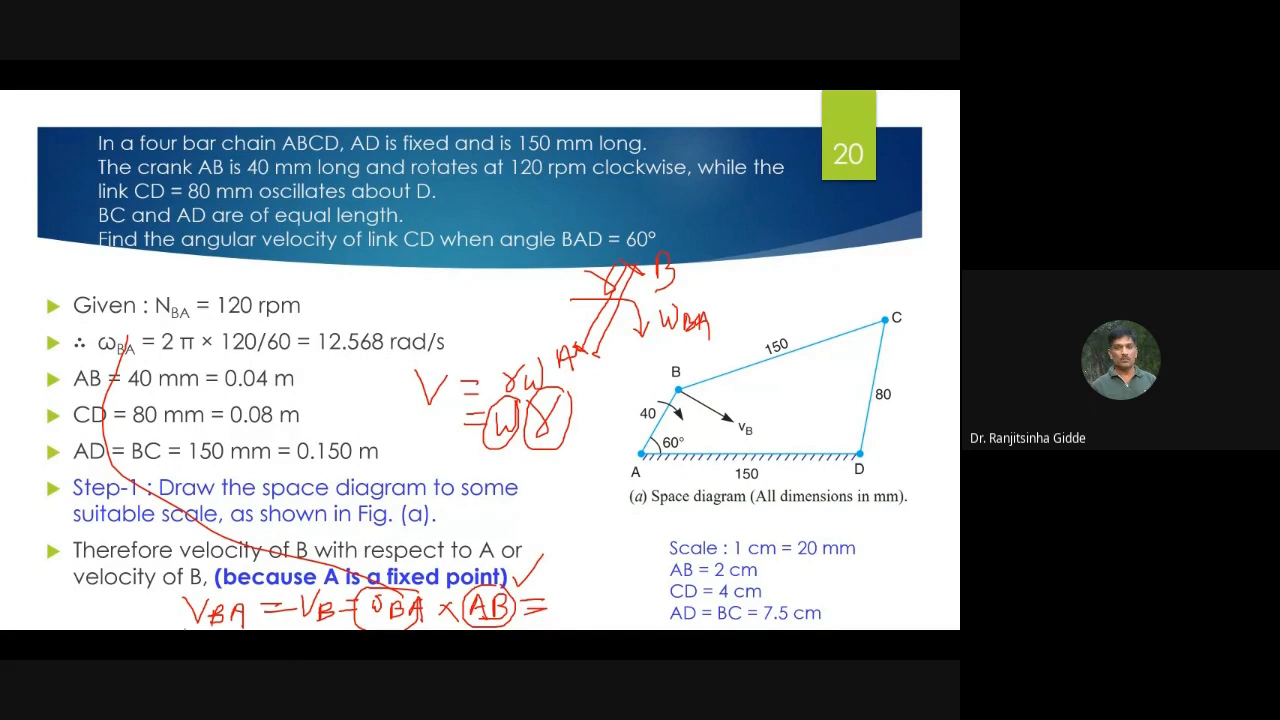 In a four bar chain ABCD, AD is fixed and is 150 mm long.
The crank AB is 40 mm long and rotates at 120 rpm clockwise, while the
link CD = 80 mm oscillates about D.
BC and AD are of equal length.
Find the angular velocity of link CD when angle BAD = 60°
20
Given : NBA = 120 rpm
∴ ωBA = 2 π × 120/60 = 12.568 rad/s
AB = 40 mm = 0.04 m
CD = 80 mm = 0.08 m
AD = BC = 150 mm = 0.150 m
Step-1 : Draw the space diagram to some
suitable scale, as shown in Fig. (a).
Therefore velocity of B with respect to A or
velocity of B, (because A is a fixed point)
VBA = VB = ωBA × AB =
B
ωBA
A
V = rω
= ω r
C
150
B
80
40
vB
60°
A
150
D
(a) Space diagram (All dimensions in mm).
Scale : 1 cm = 20 mm
AB = 2 cm
CD = 4 cm
AD = BC = 7.5 cm
Dr. Ranjitsinha Gidde